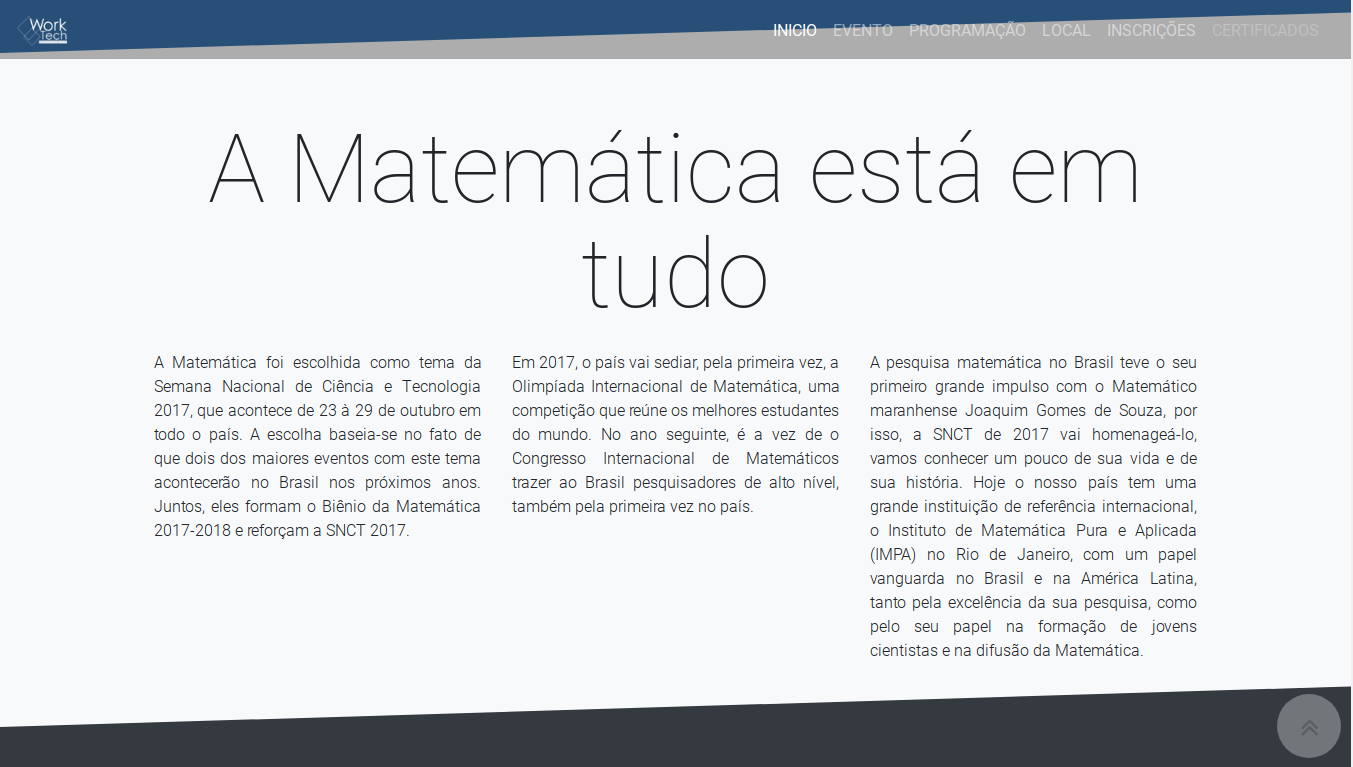 Work
Tech
INICIO EVENTO PROGRAMAÇÃO LOCAL INSCRIÇÕES CERTIFICADOS
A Matemática está em
tudo
A Matemática foi escolhida como tema da
Semana Nacional de Ciência e Tecnologia
2017, que acontece de 23 à 29 de outubro em
todo o país. A escolha baseia-se no fato de
que dois dos maiores eventos com este tema
acontecerão no Brasil nos próximos anos.
Juntos, eles formam o Biênio da Matemática
2017-2018 e reforçam a SNCT 2017.
Em 2017, o país vai sediar, pela primeira vez, a
Olimpíada Internacional de Matemática, uma
competição que reúne os melhores estudantes
do mundo. No ano seguinte, é a vez de o
Congresso Internacional de Matemáticos
trazer ao Brasil pesquisadores de alto nível,
também pela primeira vez no país.
A pesquisa matemática no Brasil teve o seu
primeiro grande impulso com o Matemático
maranhense Joaquim Gomes de Souza, por
isso, a SNCT de 2017 vai homenageá-lo,
vamos conhecer um pouco de sua vida e de
sua história. Hoje o nosso país tem uma
grande instituição de referência internacional,
o Instituto de Matemática Pura e Aplicada
(IMPA) no Rio de Janeiro, com um papel
vanguarda no Brasil e na América Latina,
tanto pela excelência da sua pesquisa, como
pelo seu papel na formação de jovens
cientistas e na difusão da Matemática.